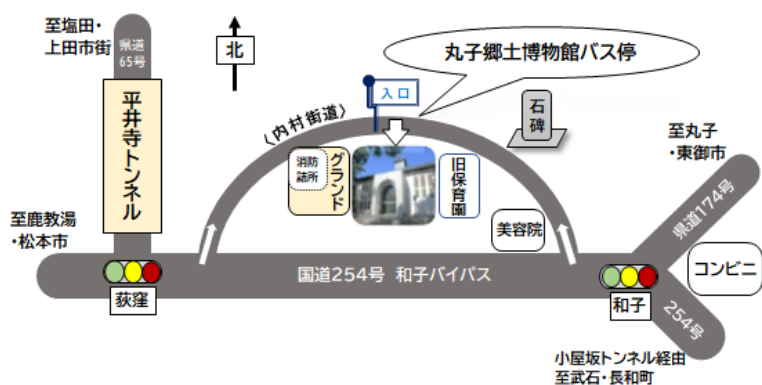 至塩田・
上田市街
県道
65号
北
丸子郷土博物館バス停
平井寺トンネル
入口
〈内村街道〉
石碑
消防
詰所
グランド
旧保育園
至丸子
・東御市
県道174号
至鹿教湯
・松本市
美容院
コンビニ
国道254号 和子バイパス
荻窪
和子
254号
小屋坂トンネル経由
至武石・長和町